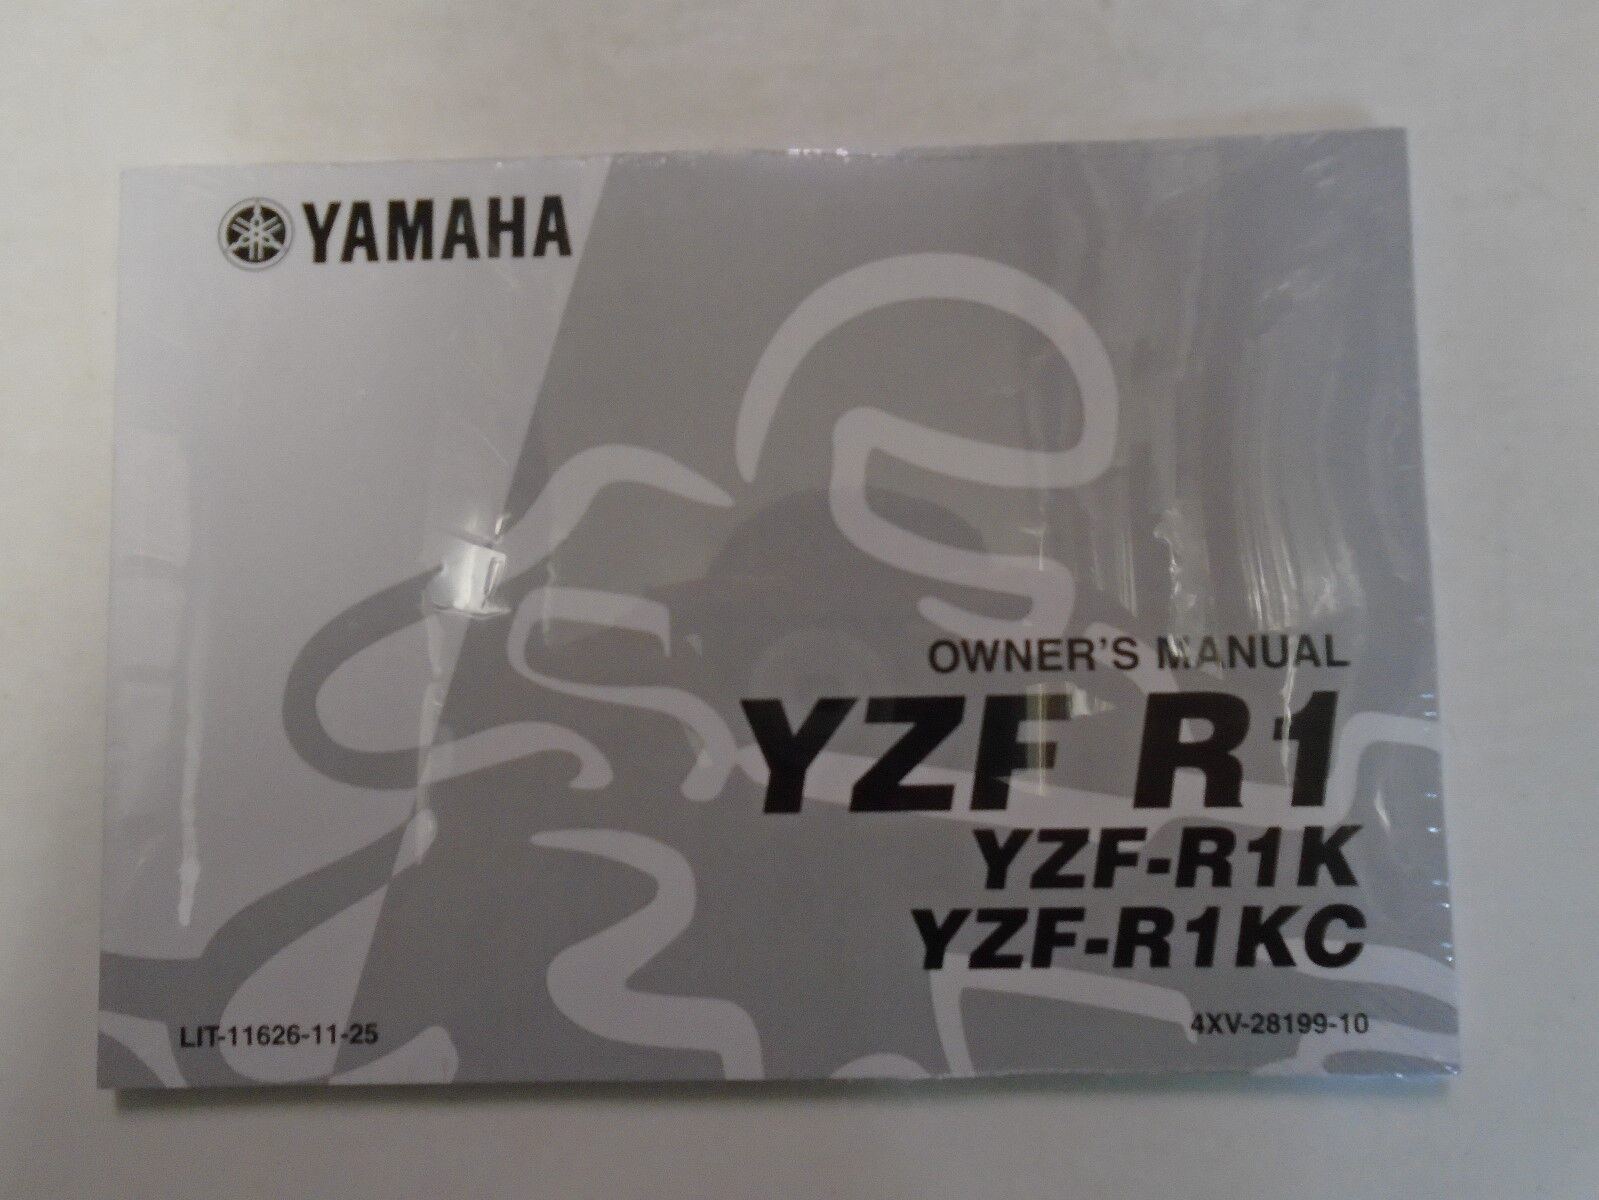 YAMAHA
OWNER'S MANUAL
YZF R1
YZF-R1K
YZF-R1KC
LIT-11626-11-25
4XV-28199-10